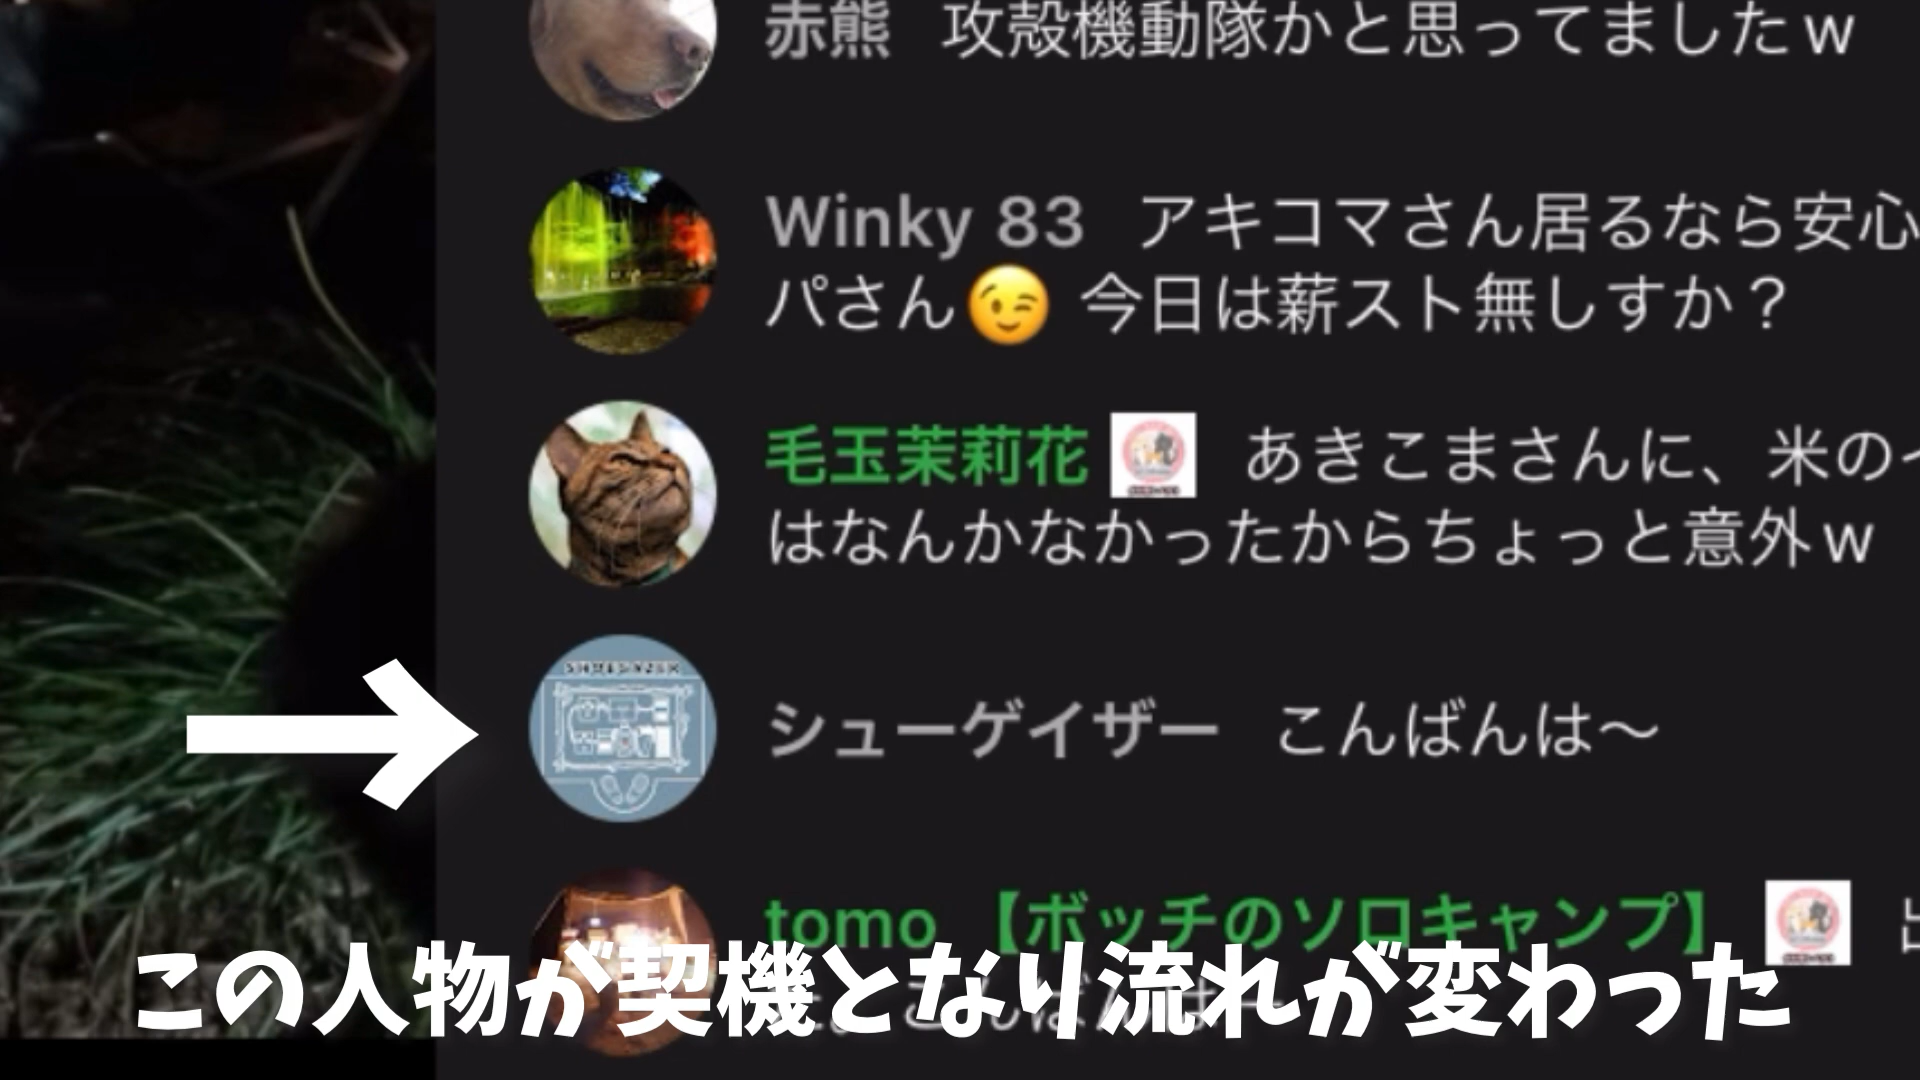 赤熊 攻殻機動隊かと思ってましたw
Winky 83 アキコマさん居るなら安心
パさん😉 今日は薪スト無しすか？
毛玉茉莉花 あきこまさんに、米の
はなんかなかったからちょっと意外w
シューゲイザー こんばんは〜
tomo 【ボッチのソロキャンプ】
この人物が契機となり流れが変わった